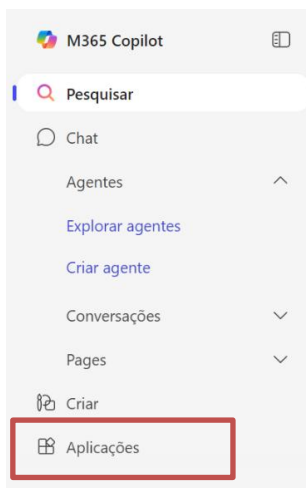 M365 Copilot
Pesquisar
Chat
Agentes
Explorar agentes
Criar agente
Conversações
Pages
Criar
Aplicações